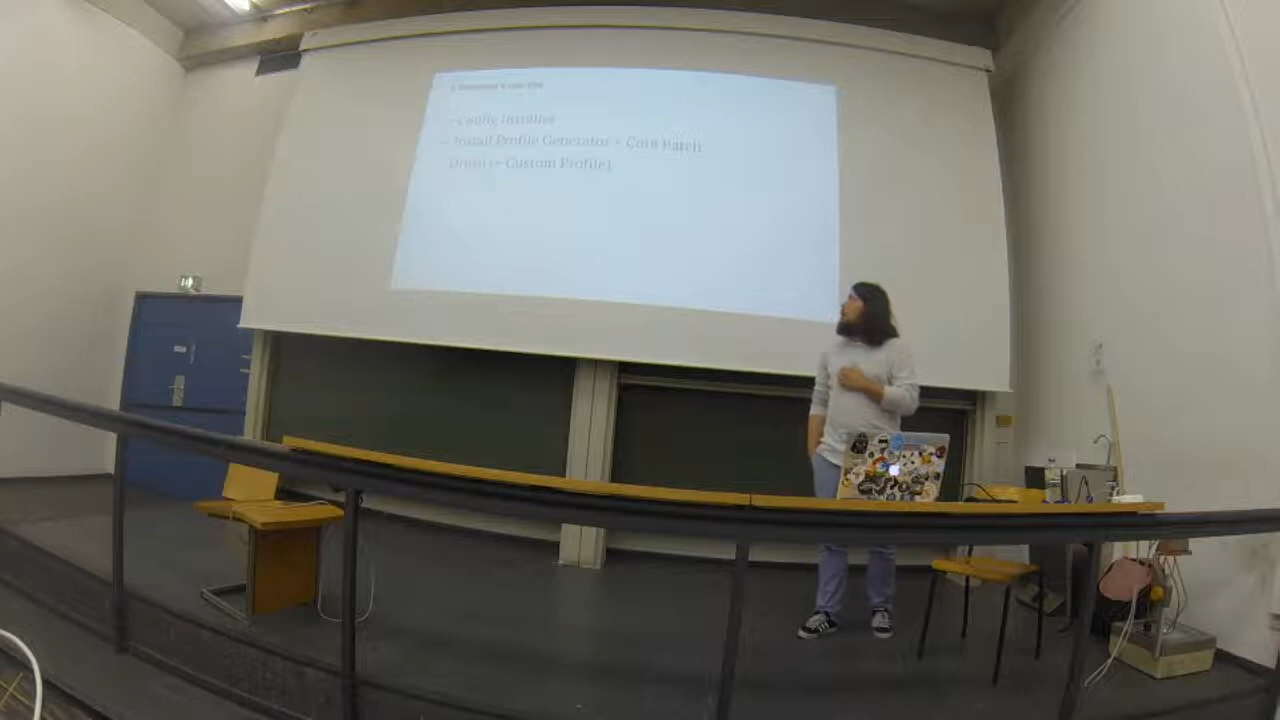 - Config Installer
- Install Profile Generator + Core Patch
Drush (+ Custom Profile)